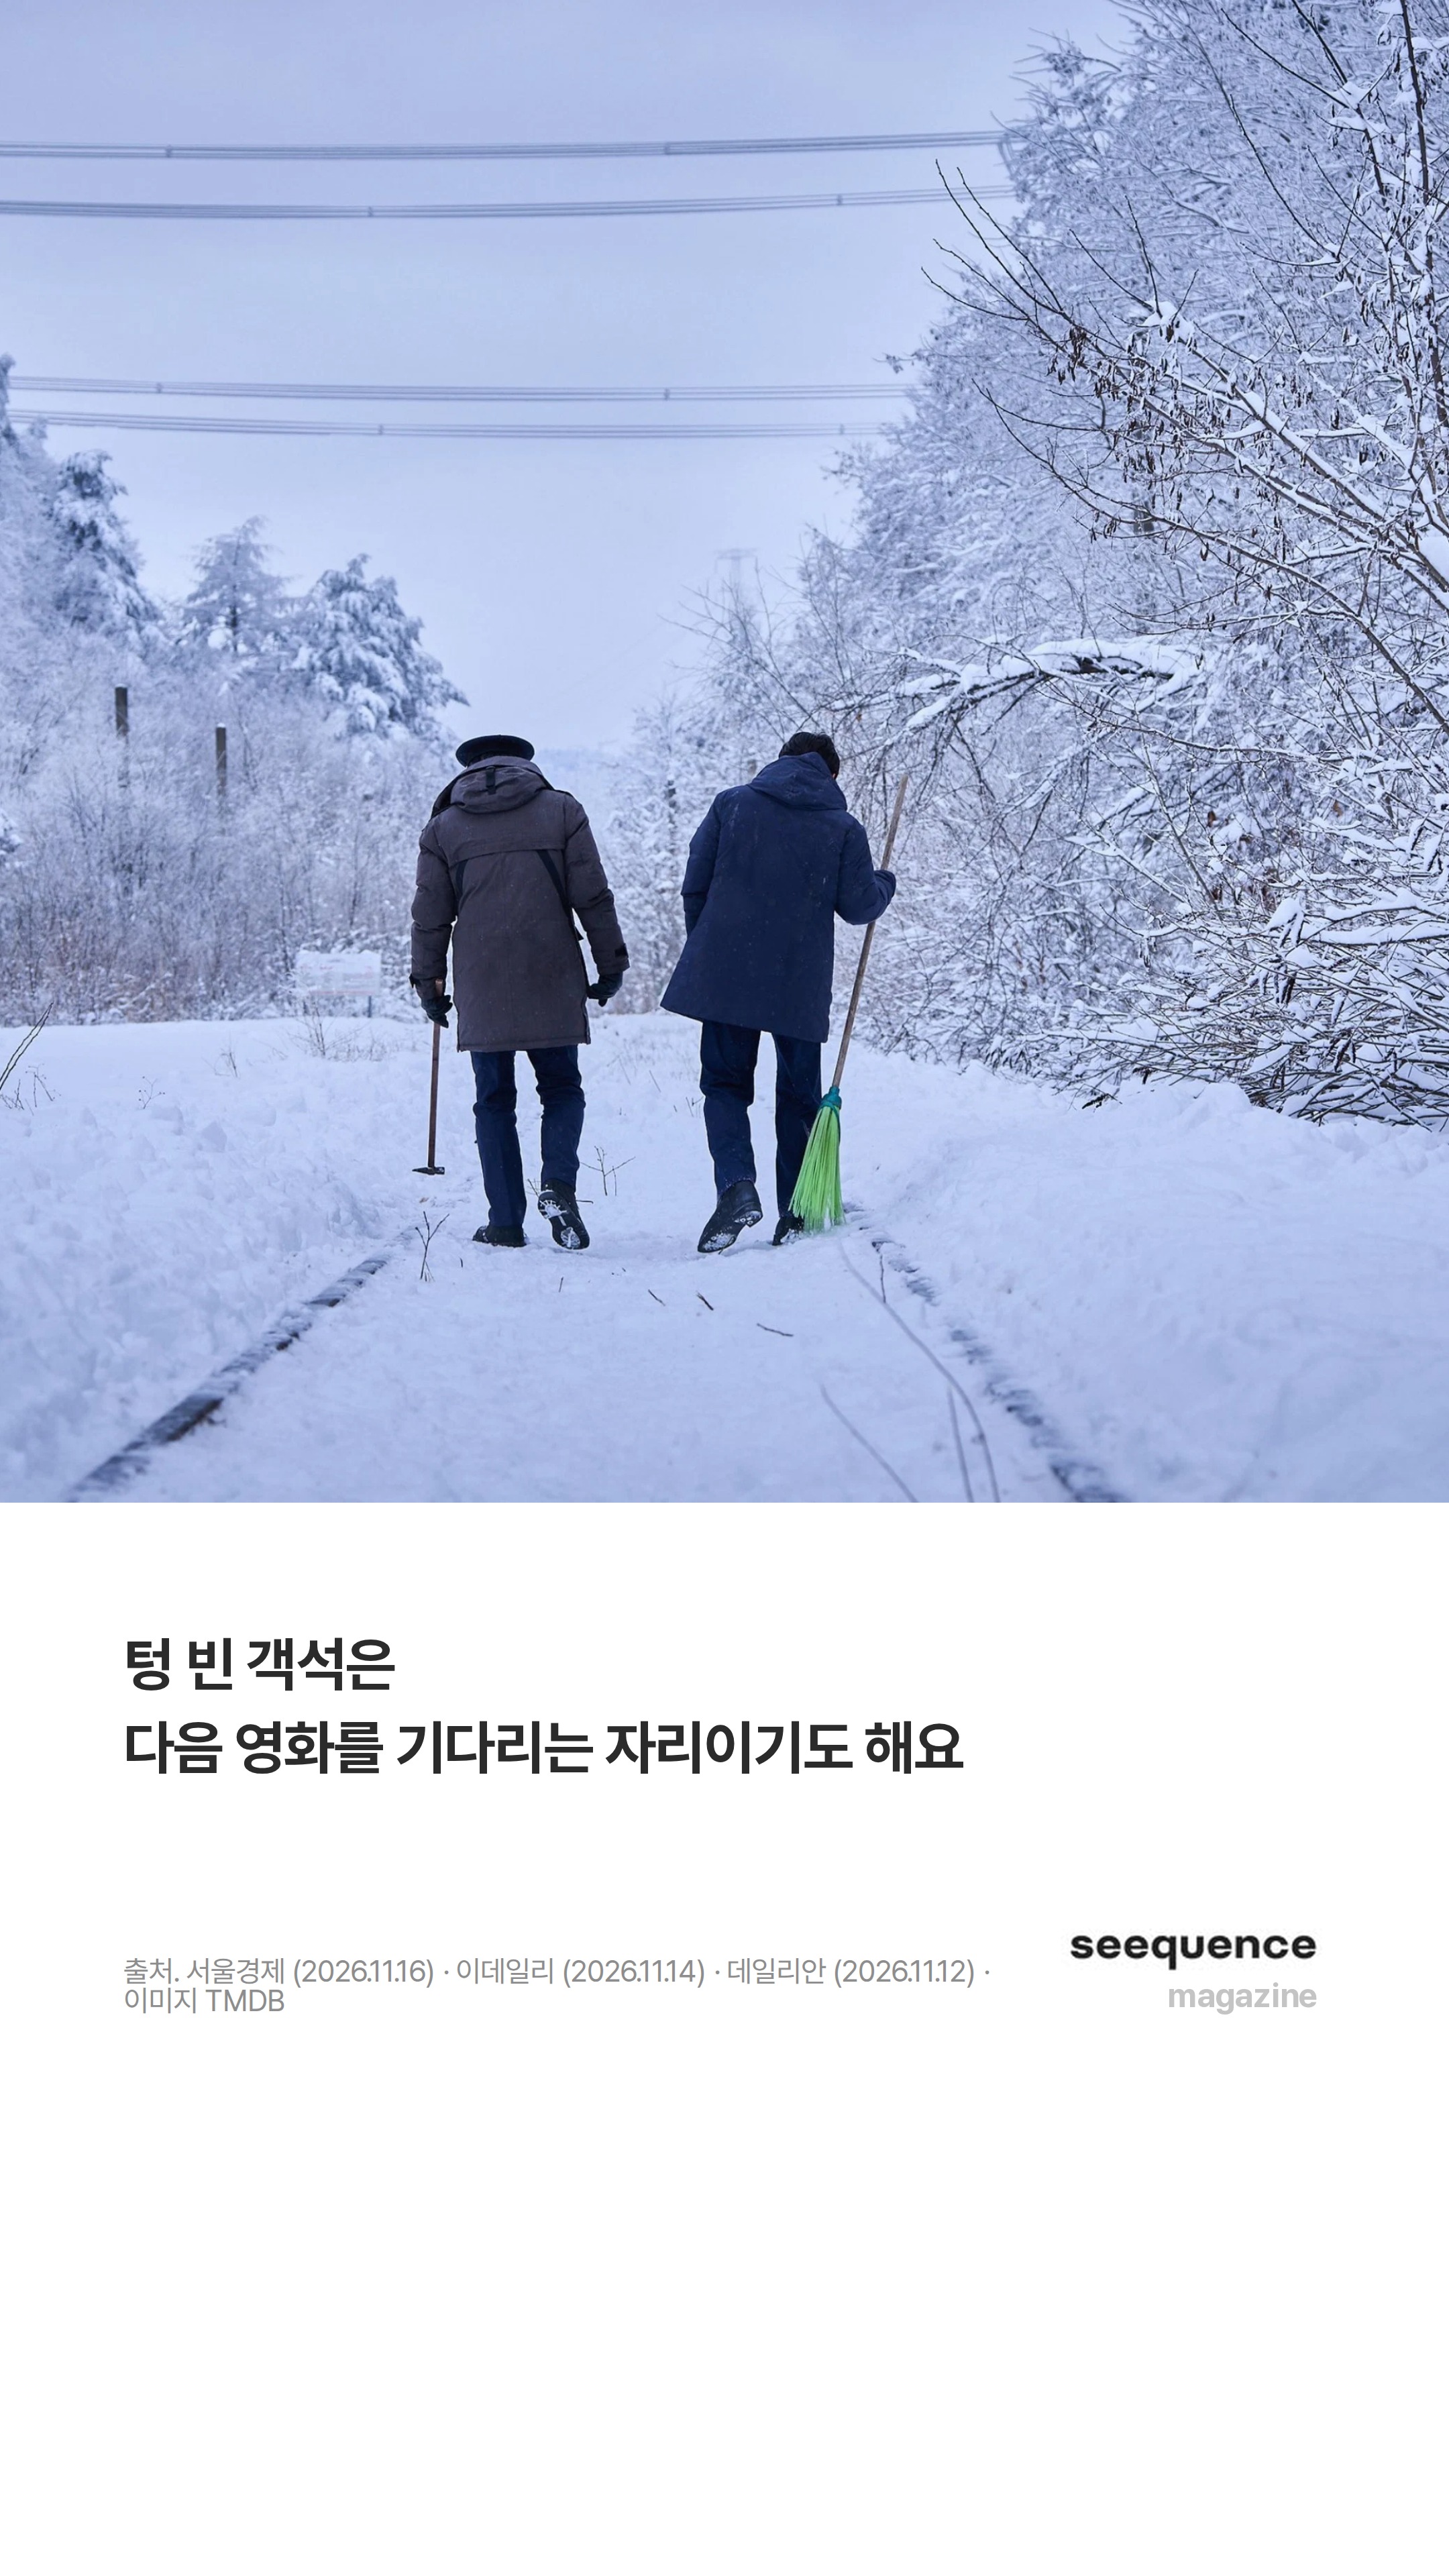 텅 빈 객석은
다음 영화를 기다리는 자리이기도 해요
출처. 서울경제 (2026.11.16) · 이데일리 (2026.11.14) · 데일리안 (2026.11.12) ·
이미지 TMDB
seequence
magazine